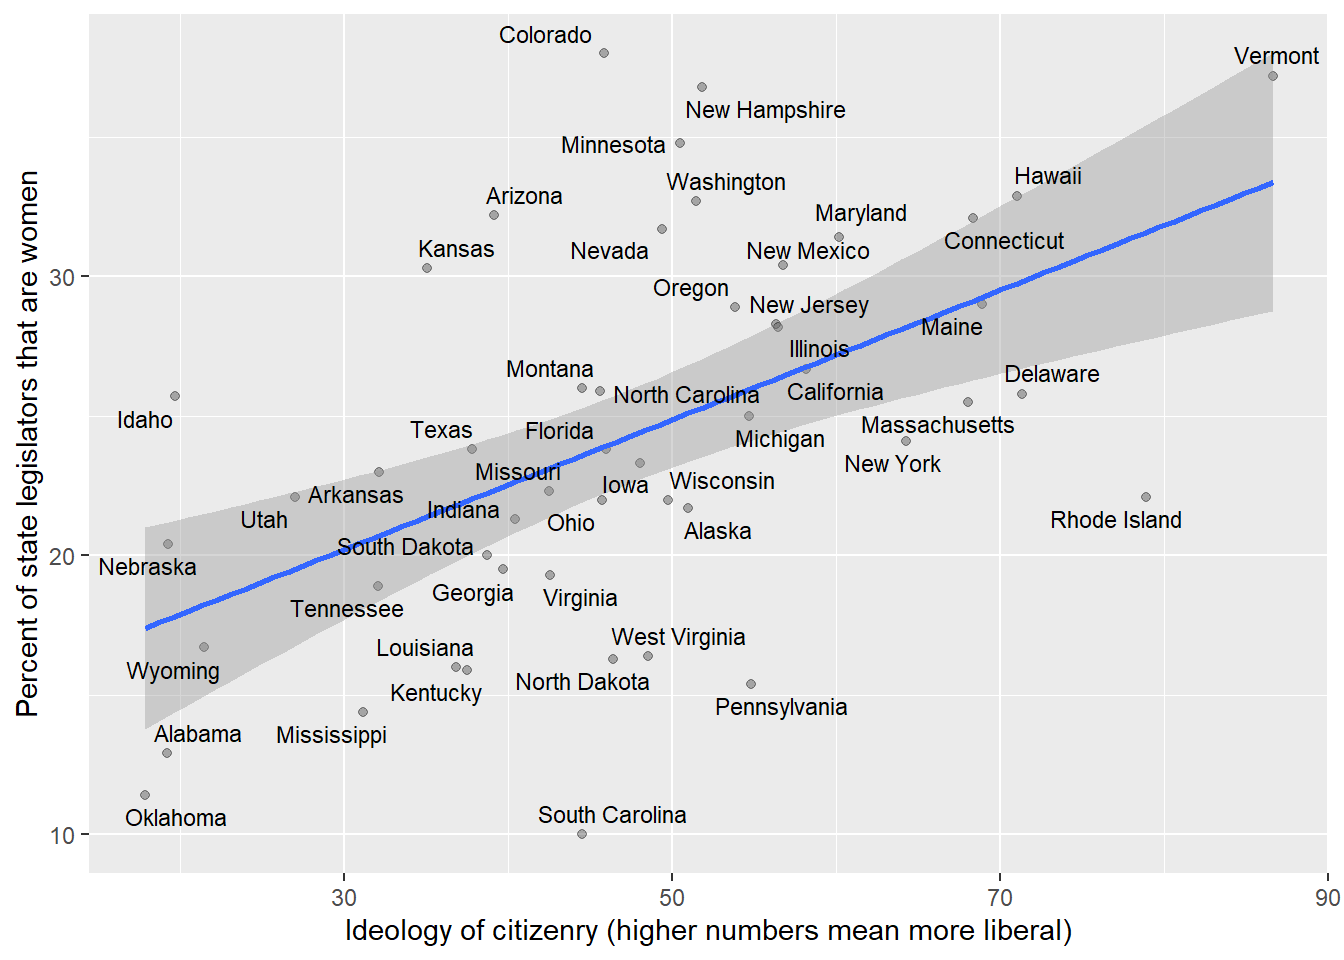 Colorado
Vermont
New Hampshire
Minnesota
Washington
Hawaii
Arizona
Maryland
Connecticut
Kansas
Nevada
New Mexico
30
Oregon
New Jersey
Maine
Illinois
Montana
Delaware
North Carolina
California
Idaho
Texas
Florida
Massachusetts
Michigan
New York
Missouri
Wisconsin
Iowa
Arkansas
Indiana
Utah
Ohio
Alaska
Rhode Island
South Dakota
20
Nebraska
Georgia
Virginia
Tennessee
West Virginia
Louisiana
Wyoming
North Dakota
Kentucky
Pennsylvania
Alabama
Mississippi
Oklahoma
South Carolina
10
30
50
70
90
Ideology of citizenry (higher numbers mean more liberal)
Percent of state legislators that are women